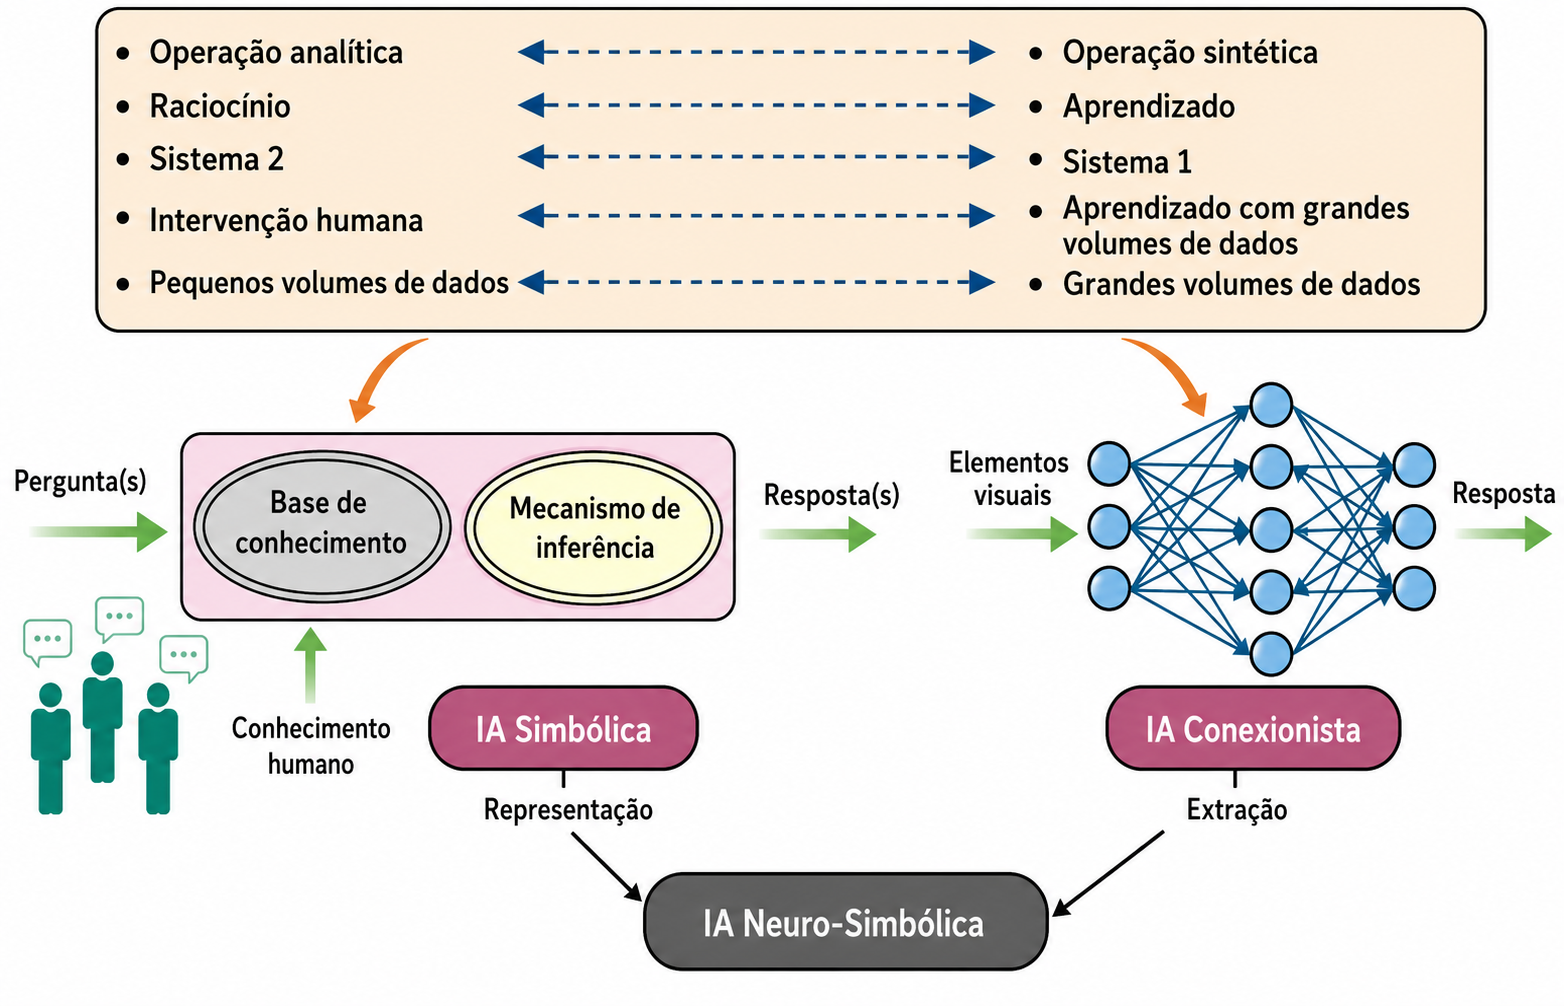 Operação analítica
Operação sintética
Raciocínio
Aprendizado
Sistema 2
Sistema 1
Intervenção humana
Aprendizado com grandes
volumes de dados
Pequenos volumes de dados
Grandes volumes de dados
Pergunta(s)
Base de
conhecimento
Mecanismo de
inferência
Resposta(s)
Elementos
visuais
Resposta
Conhecimento
humano
IA Simbólica
IA Conexionista
Representação
Extração
IA Neuro-Simbólica